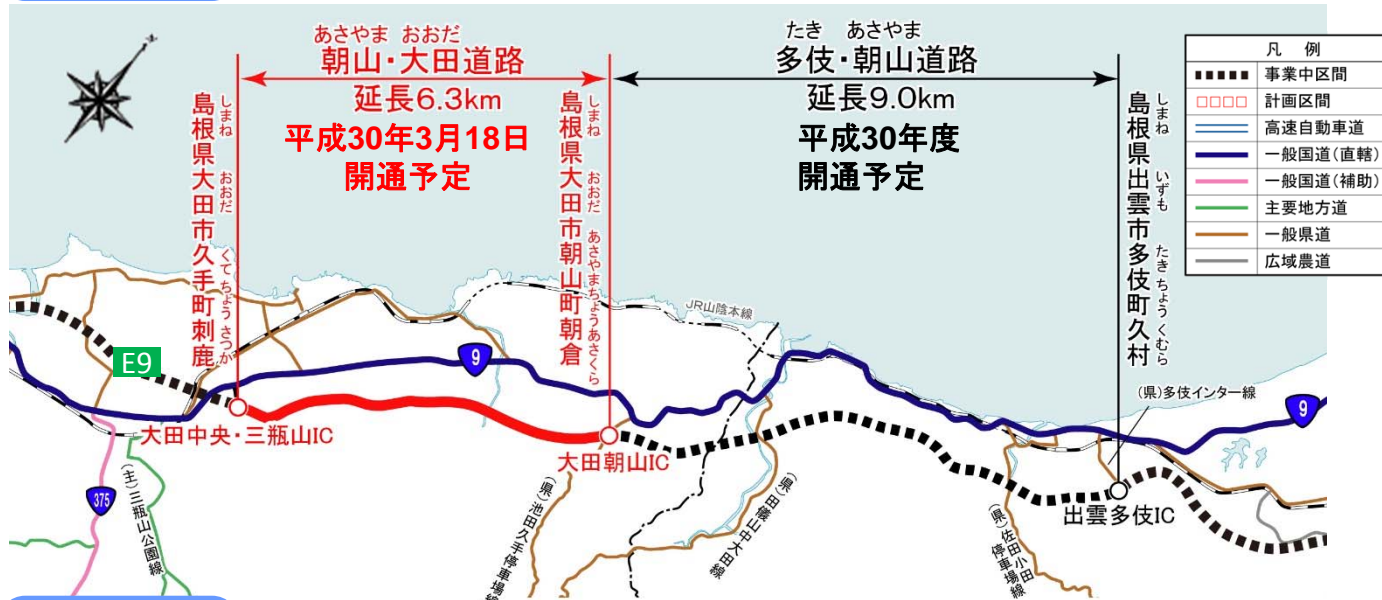 あさやま おおだ
朝山・大田道路
延長6.3km
平成30年3月18日
開通予定
たき あさやま
多伎・朝山道路
延長9.0km
平成30年度
開通予定
凡 例
事業中区間
計画区間
高速自動車道
一般国道(直轄)
一般国道(補助)
主要地方道
一般県道
広域農道
しまね おおだ くてちょう さつか
島根県大田市久手町刺鹿
しまね おおだ あさやまちょうあさくら
島根県大田市朝山町朝倉
しまね いずも たきちょうくむら
島根県出雲市多伎町久村
JR山陰本線
E9
9
(県)多伎インター線
9
大田中央・三瓶山IC
大田朝山IC
出雲多伎IC
375
(主)三瓶山公園線
(県)池田久手停車場線
(県)田儀山中大田線
(県)佐田小田
停車場線